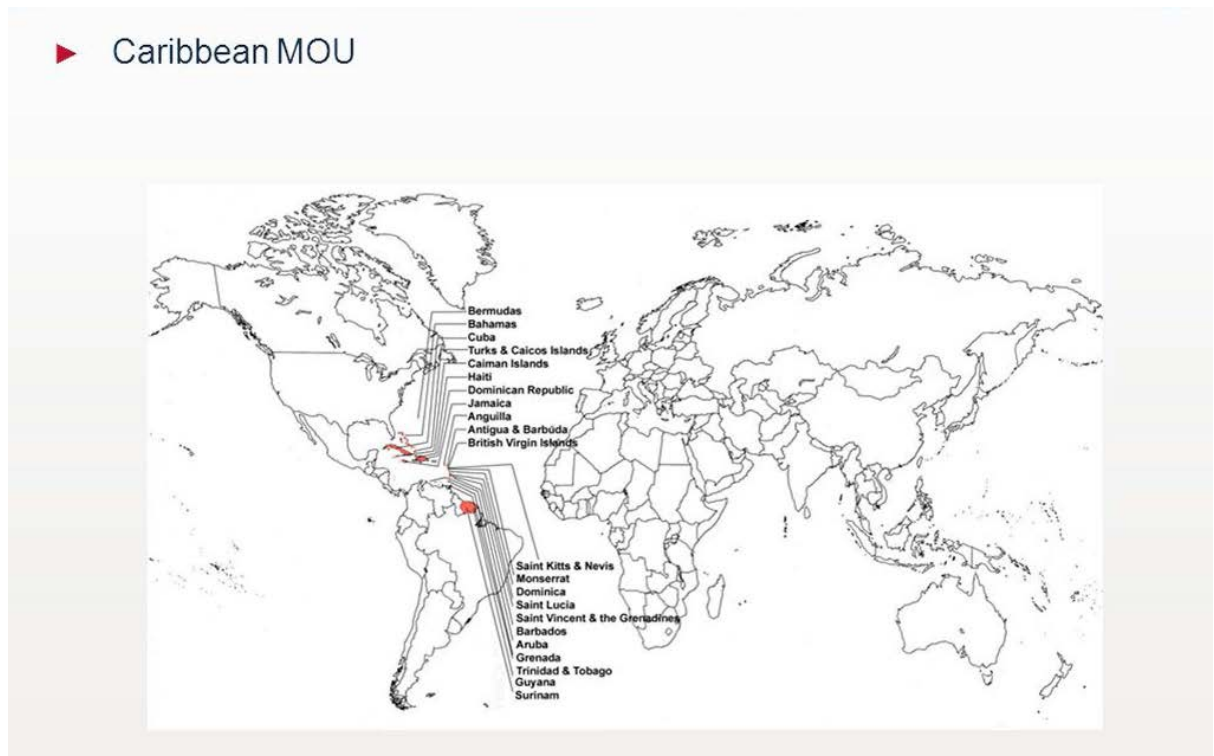 Caribbean MOU
Bermudas
Bahamas
Cuba
Turks & Caicos Islands
Caiman Islands
Haiti
Dominican Republic
Jamaica
Anguilla
Antigua & Barbúda
British Virgin Islands
Saint Kitts & Nevis
Monserrat
Dominica
Saint Lucia
Saint Vincent & the Grenadines
Barbados
Aruba
Grenada
Trinidad & Tobago
Guyana
Surinam